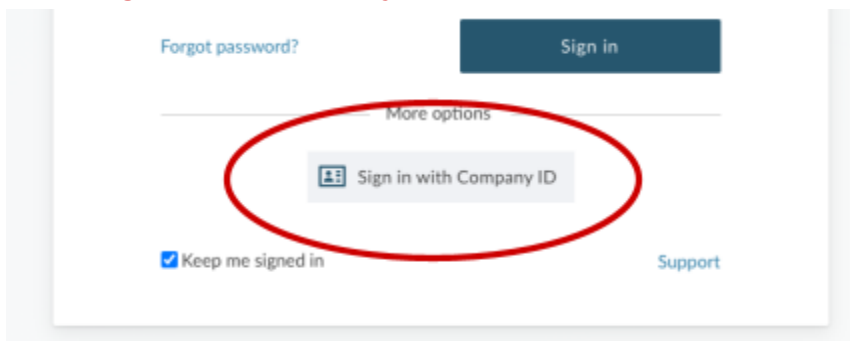 Forgot password?
Sign in
More options
Sign in with Company ID
Keep me signed in
Support